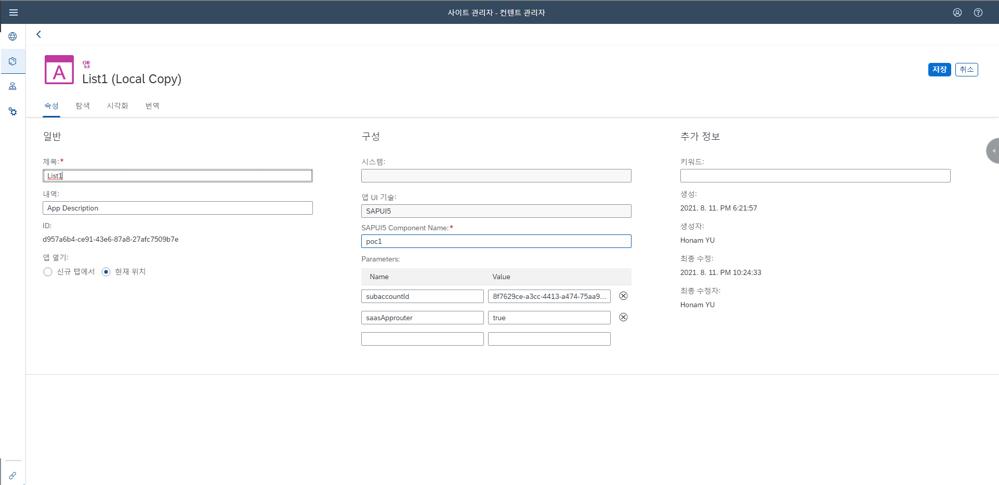 사이트 관리자 - 컨텐트 관리자
A
앱
List1 (Local Copy)
저장
취소
속성
탐색
시각화
번역
일반
제목:*
List1
내역:
App Description
ID:
d957a6b4-ce91-43e6-87a8-27afc7509b7e
앱 열기:
신규 탭에서
현재 위치
구성
시스템:
앱 UI 기술:
SAPUI5
SAPUI5 Component Name:*
poc1
Parameters:
Name Value
subaccountId 8f7629ce-a3cc-4413-a474-75aa9...
saasApprouter true
추가 정보
키워드:
생성:
2021. 8. 11. PM 6:21:57
생성자:
Honam YU
최종 수정:
2021. 8. 11. PM 10:24:33
최종 수정자:
Honam YU